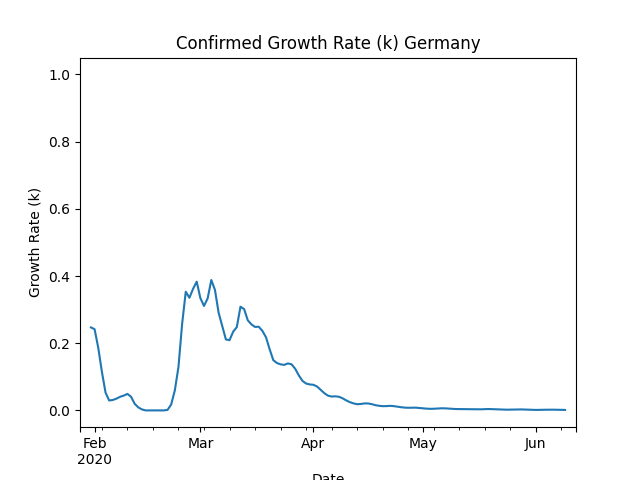 Confirmed Growth Rate (k) Germany
Growth Rate (k)
1.0
0.8
0.6
0.4
0.2
0.0
Feb Mar Apr May Jun
2020
Date